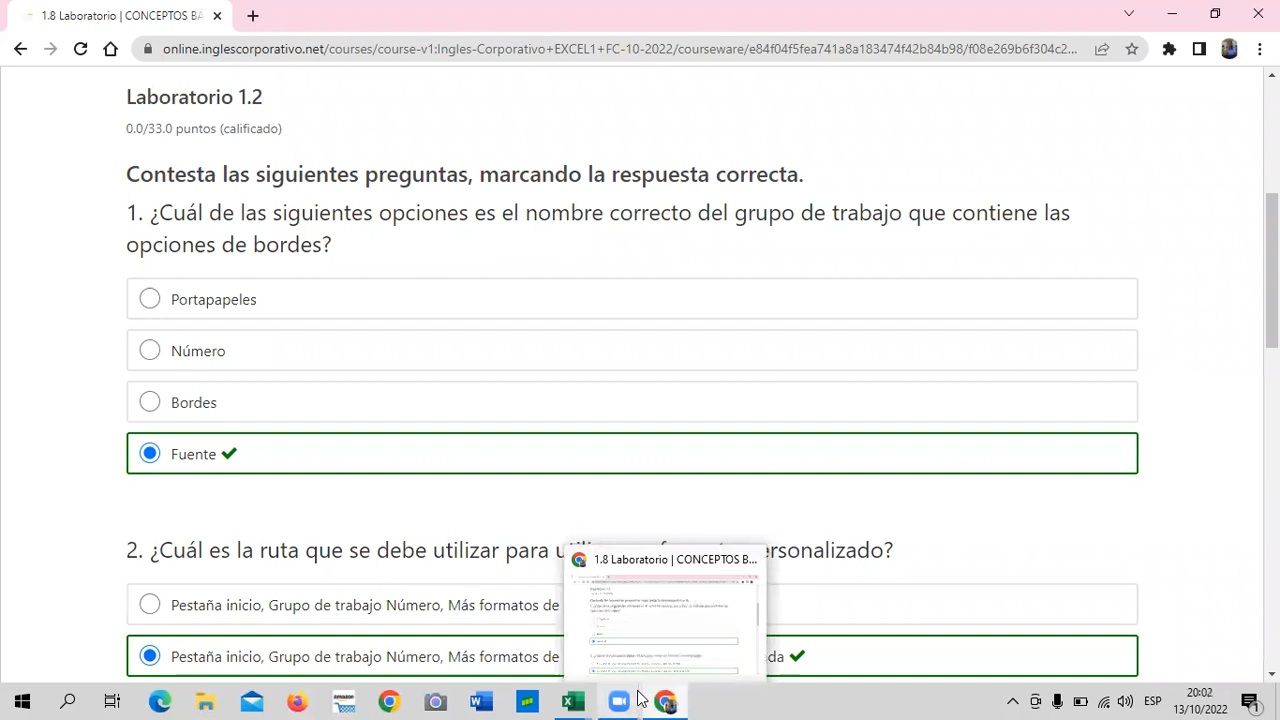 1.8 Laboratorio | CONCEPTOS BÁ
online.inglescorporativo.net/courses/course-v1:Ingles-Corporativo+EXCEL1+FC-10-2022/courseware/e84f04f5fea741a8a183474f42b84b98/f08e269b6f304c2...
Laboratorio 1.2
0.0/33.0 puntos (calificado)
Contesta las siguientes preguntas, marcando la respuesta correcta.
1. ¿Cuál de las siguientes opciones es el nombre correcto del grupo de trabajo que contiene las
opciones de bordes?
Portapapeles
Número
Bordes
Fuente
2. ¿Cuál es la ruta que se debe utilizar para
1.8 Laboratorio | CONCEPTOS B...
Pestaña inicio, Grupo de trabajo Número, Más formatos de
Pestaña inicio, Grupo de trabajo Número, Más formatos de
ESP
20:02
13/10/2022